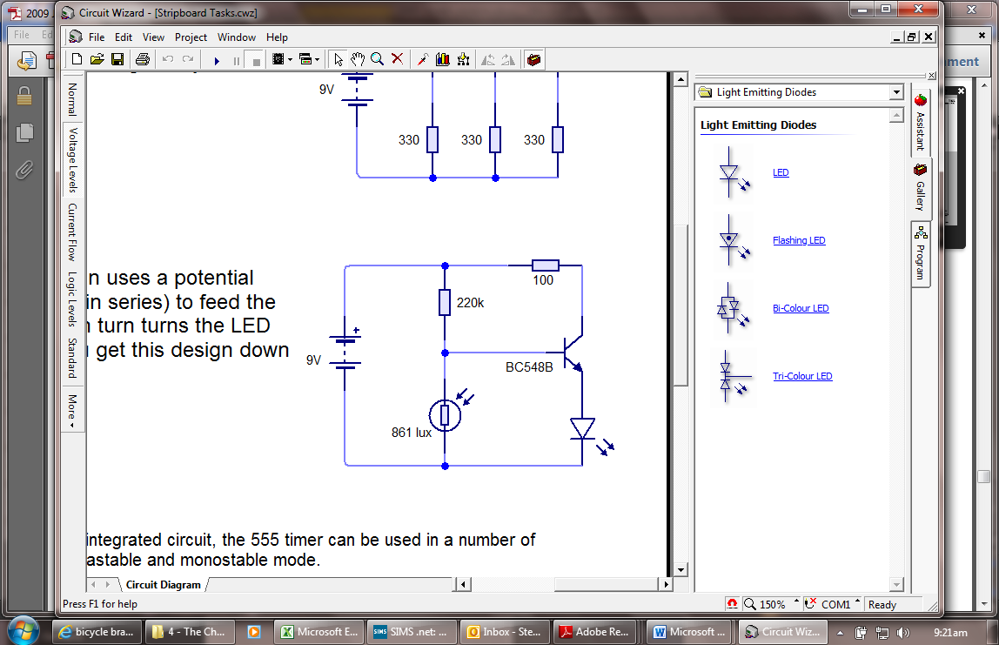 2009
Circuit Wizard - [Stripboard Tasks.cwz]
File Edit View Project Window Help
Normal
Voltage Levels
Current Flow
Logic Levels
Standard
More
9V
330 330 330
n uses a potential
in series) to feed the
turn turns the LED
get this design down
9V
220k
100
BC548B
861 lux
integrated circuit, the 555 timer can be used in a number of
astable and monostable mode.
Circuit Diagram
Light Emitting Diodes
Light Emitting Diodes
LED
Flashing LED
Bi-Colour LED
Tri-Colour LED
Assistant
Gallery
Program
ment
File Ed
Press F1 for help
150% COM1 Ready
bicycle bra...
4 - The Ch...
Microsoft E...
SIMS SIMS .net: ...
Inbox - Ste...
Adobe Re...
Microsoft ...
Circuit Wiz...
9:21am